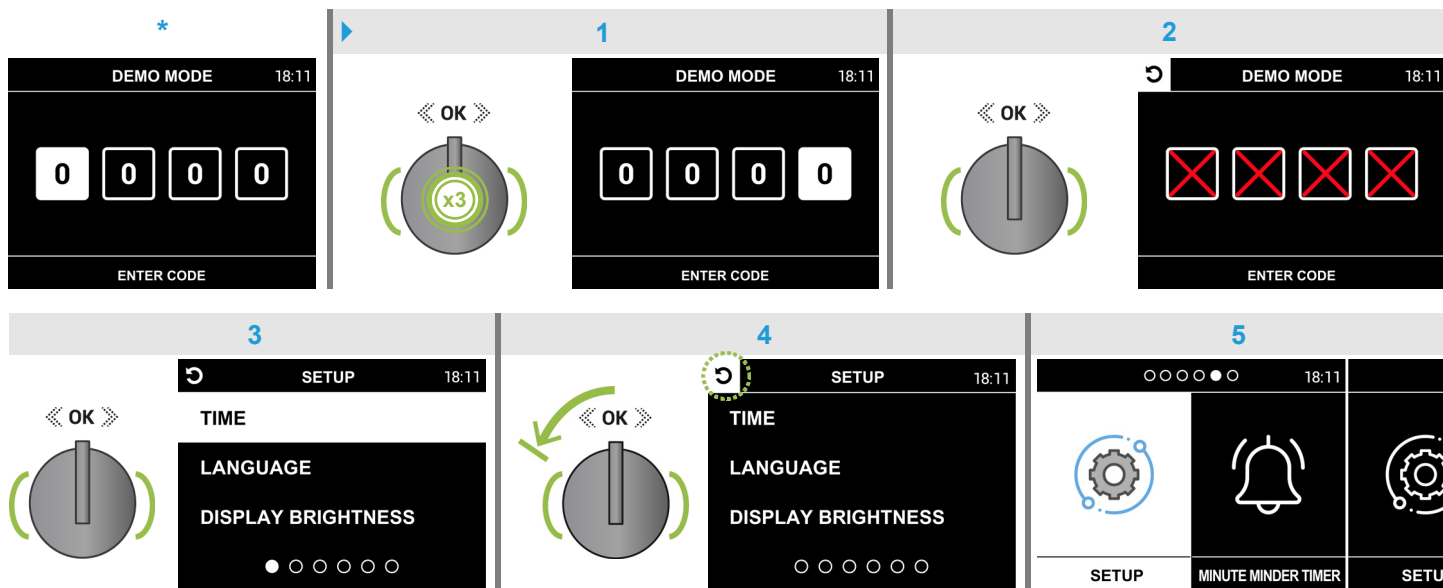 *
1
2
DEMO MODE 18:11
0 0 0 0
ENTER CODE
OK
x3
DEMO MODE 18:11
0 0 0 0
ENTER CODE
OK
DEMO MODE 18:11
ENTER CODE
3
4
5
OK
SETUP 18:11
TIME
LANGUAGE
DISPLAY BRIGHTNESS
OK
SETUP 18:11
TIME
LANGUAGE
DISPLAY BRIGHTNESS
18:11
SETUP
MINUTE MINDER TIMER
SETU